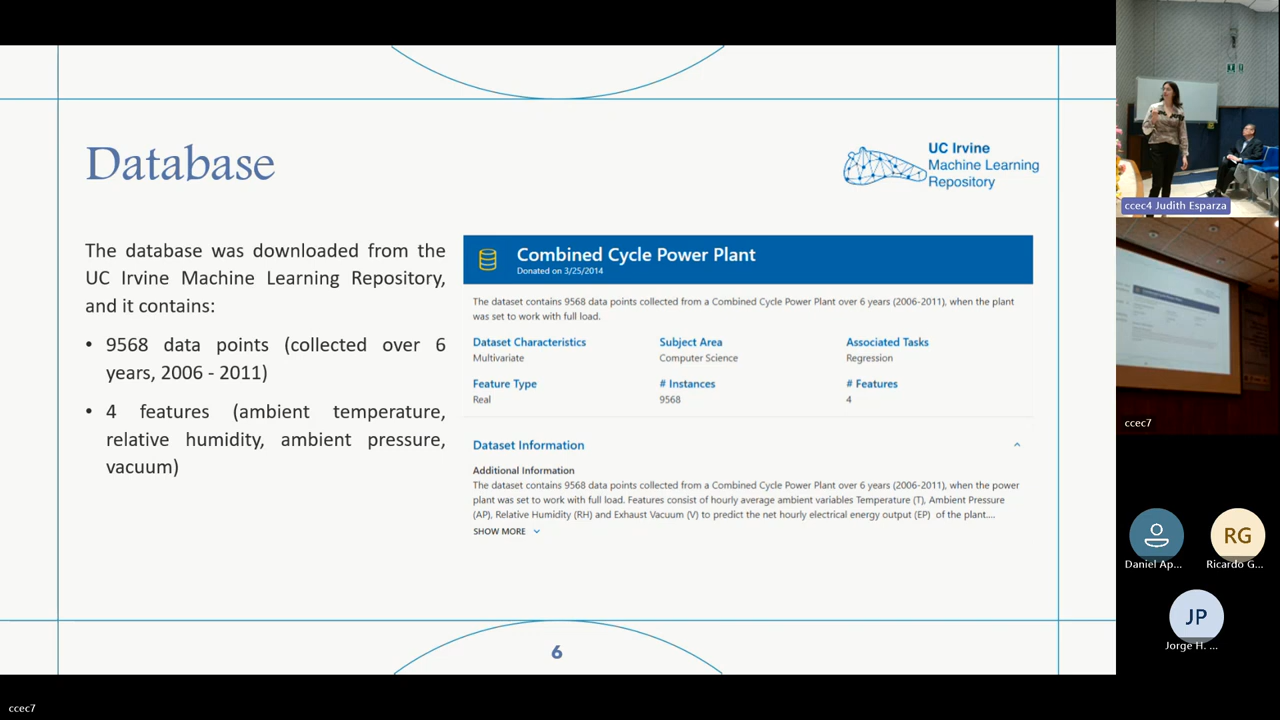 Database
UC Irvine
Machine Learning
Repository
The database was downloaded from the
UC Irvine Machine Learning Repository,
and it contains:
• 9568 data points (collected over 6
years, 2006 - 2011)
• 4 features (ambient temperature,
relative humidity, ambient pressure,
vacuum)
Combined Cycle Power Plant
Donated on 3/25/2014
The dataset contains 9568 data points collected from a Combined Cycle Power Plant over 6 years (2006-2011), when the plant
was set to work with full load.
Dataset Characteristics
Multivariate
Subject Area
Computer Science
Associated Tasks
Regression
Feature Type
Real
# Instances
9568
# Features
4
Dataset Information
Additional Information
The dataset contains 9568 data points collected from a Combined Cycle Power Plant over 6 years (2006-2011), when the power
plant was set to work with full load. Features consist of hourly average ambient variables Temperature (T), Ambient Pressure
(AP), Relative Humidity (RH) and Exhaust Vacuum (V) to predict the net hourly electrical energy output (EP) of the plant....
SHOW MORE
6
ccec7
ccec4 Judith Esparza
ccec7
Daniel Ap...
RG
Ricardo G...
JP
Jorge H. ...